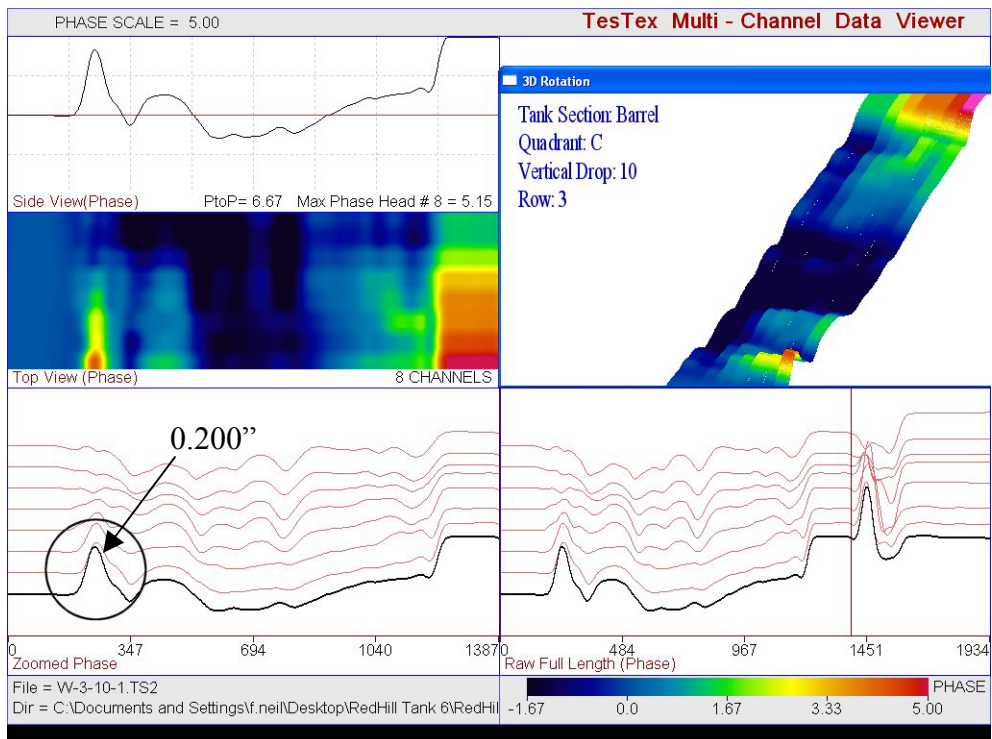 PHASE SCALE = 5.00
TesTex Multi - Channel Data Viewer
3D Rotation
Tank Section: Barrel
Quadrant: C
Vertical Drop: 10
Row: 3
Side View(Phase) PtoP= 6.67 Max Phase Head # 8 = 5.15
Top View (Phase) 8 CHANNELS
0.200”
0 347 694 1040 1387
Zoomed Phase
0 484 967 1451 1934
Raw Full Length (Phase)
File = W-3-10-1.TS2
Dir = C:\Documents and Settings\f.neil\Desktop\RedHill Tank 6\RedHil
PHASE
-1.67 0.0 1.67 3.33 5.00